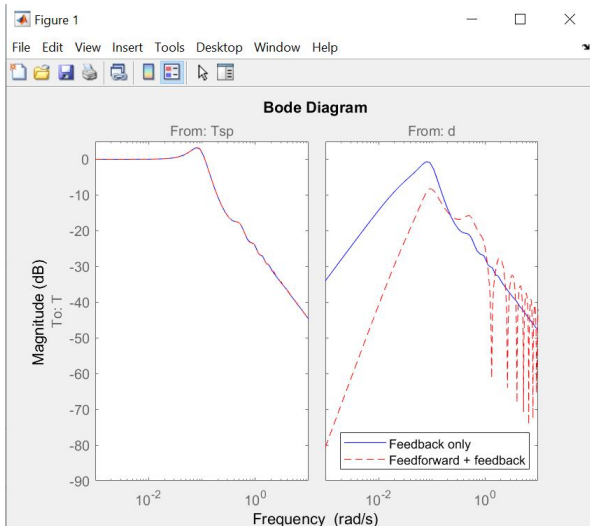 Figure 1
File Edit View Insert Tools Desktop Window Help
Bode Diagram
From: Tsp
From: d
0
-10
-20
-30
-40
-50
-60
-70
-80
-90
Magnitude (dB)
To: T
10^-2
10^0
10^-2
10^0
Feedback only
Feedforward + feedback
Frequency (rad/s)